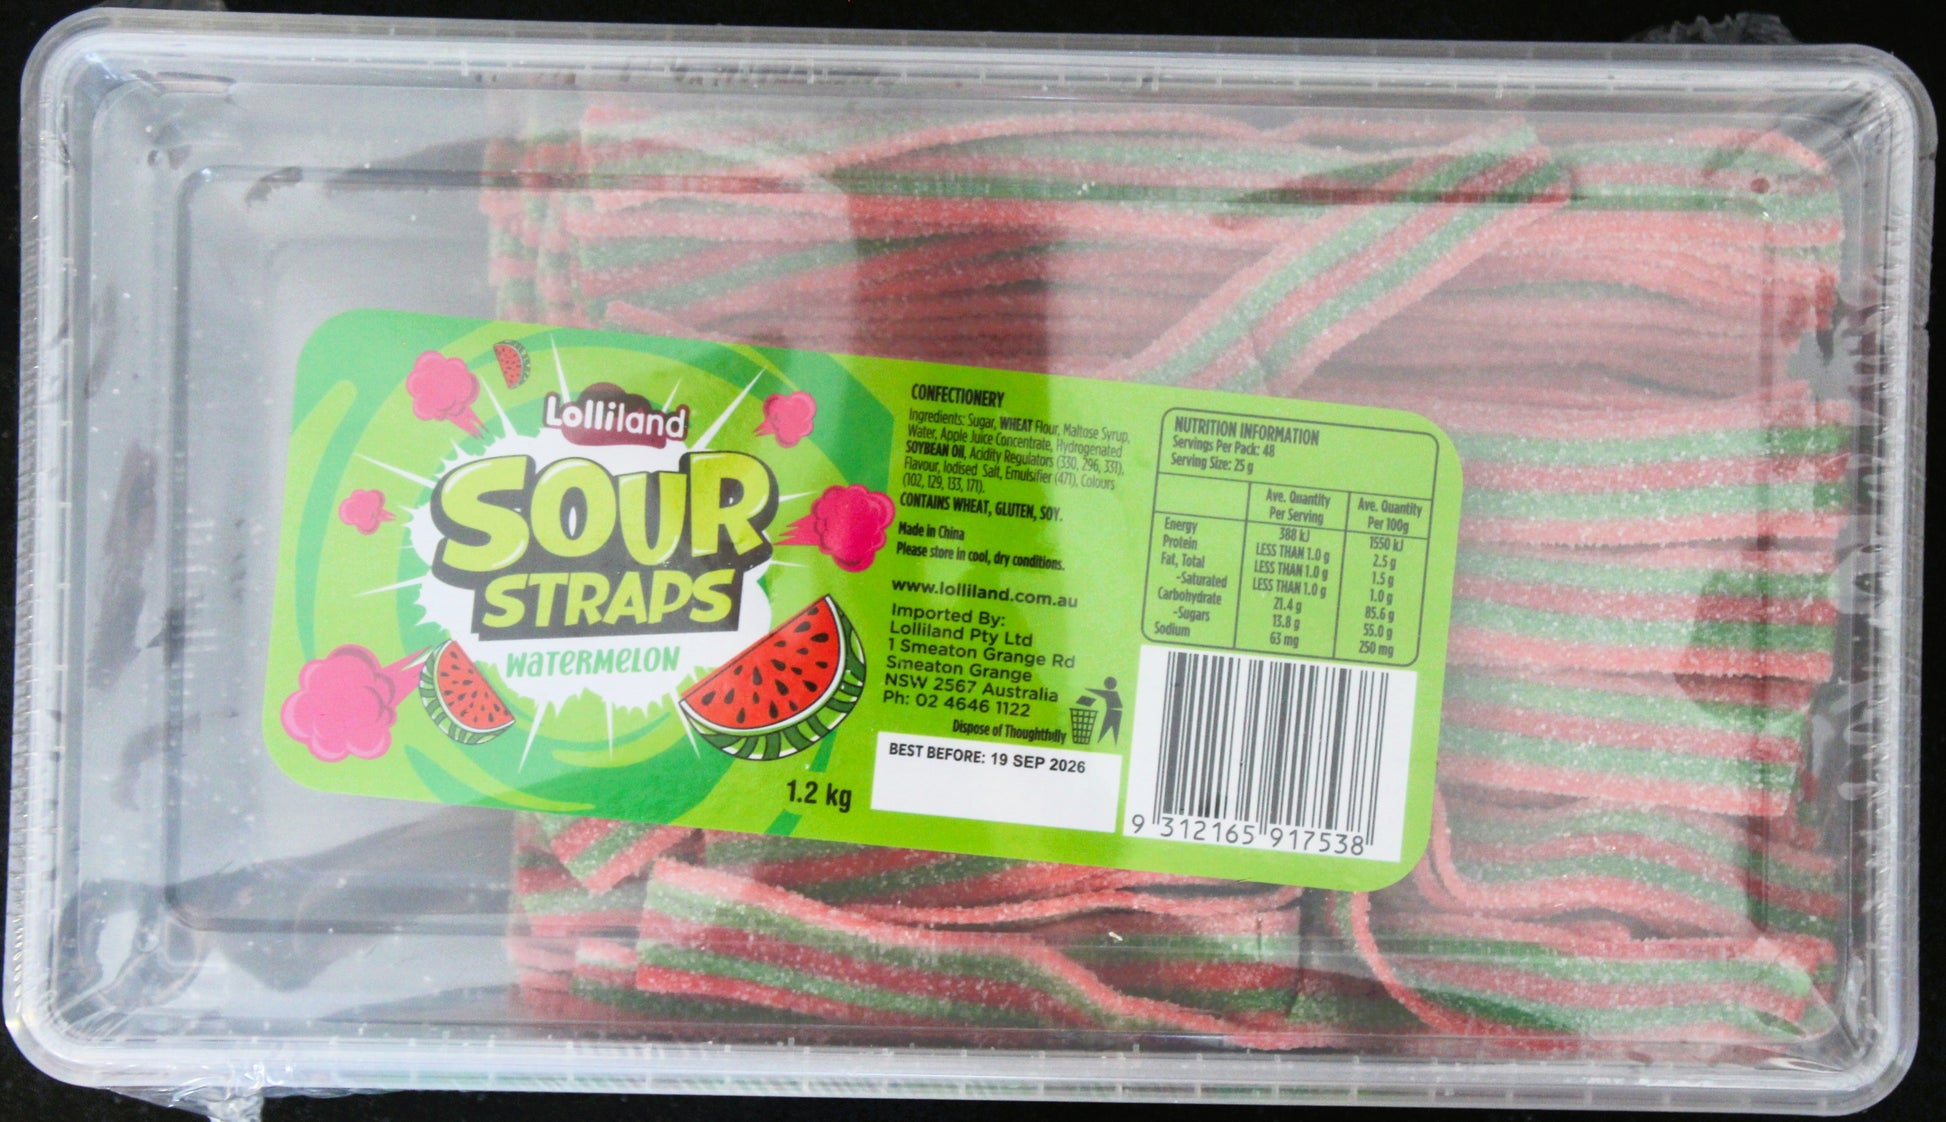 Lolliland
SOUR
STRAPS
WATERMELON
1.2 kg
CONFECTIONERY
Ingredients: Sugar, WHEAT Flour, Maltose Syrup,
Water, Apple Juice Concentrate, Hydrogenated
SOYBEAN Oil, Acidity Regulators (330, 296, 331),
Flavour, Iodised Salt, Emulsifier (471), Colours
(102, 129, 133, 171).
CONTAINS WHEAT, GLUTEN, SOY.
Made in China
Please store in cool, dry conditions.
www.lolliland.com.au
Imported By:
Lolliland Pty Ltd
1 Smeaton Grange Rd
Smeaton Grange
NSW 2567 Australia
Ph: 02 4646 1122
Dispose of Thoughtfully
BEST BEFORE: 19 SEP 2026
NUTRITION INFORMATION
Servings Per Pack: 48
Serving Size: 25 g
Ave. Quantity Ave. Quantity
Per Serving Per 100g
Energy 388 kJ 1550 kJ
Protein LESS THAN 1.0 g 2.5 g
Fat, Total LESS THAN 1.0 g 1.5 g
-Saturated LESS THAN 1.0 g 1.0 g
Carbohydrate 21.4 g 85.6 g
-Sugars 13.8 g 55.0 g
Sodium 63 mg 250 mg
9 312165 917538